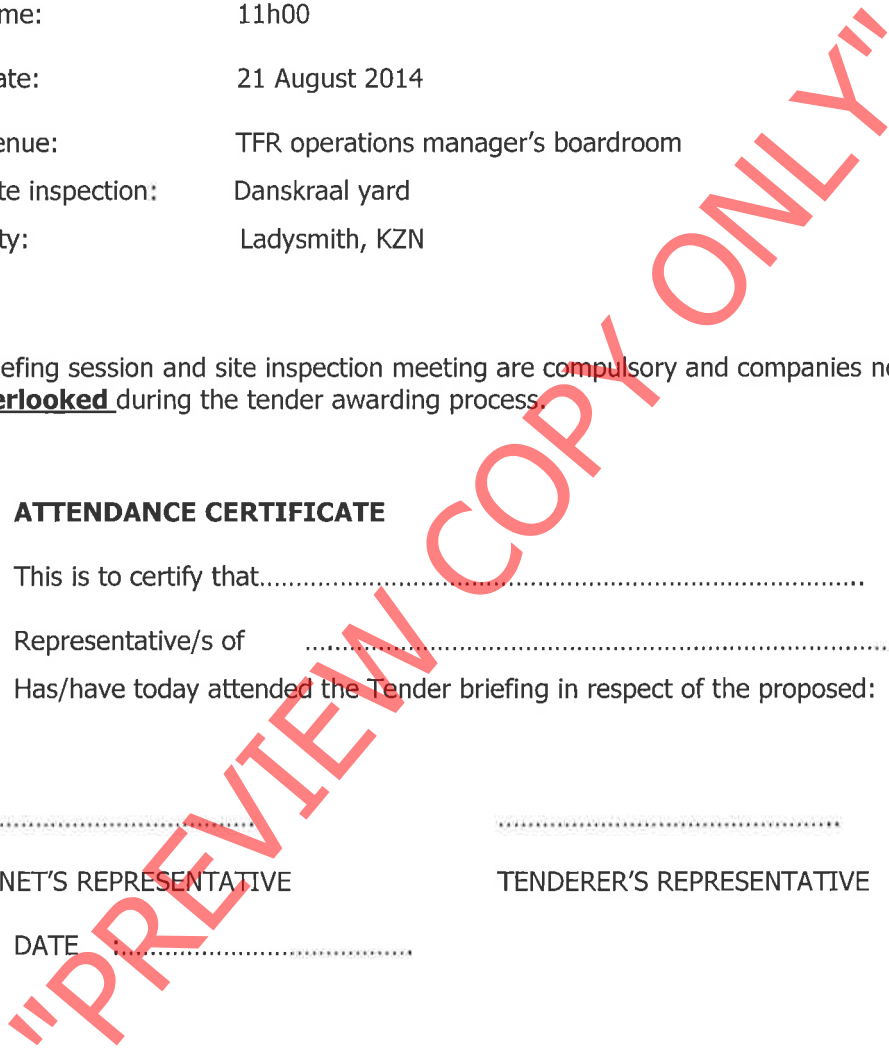 me: 11h00
ate: 21 August 2014
enue: TFR operations manager's boardroom
te inspection: Danskraal yard
ty: Ladysmith, KZN
efing session and site inspection meeting are compulsory and companies n
erlooked during the tender awarding process.
ATTENDANCE CERTIFICATE
This is to certify that..............................................................................
Representative/s of ..............................................................................
Has/have today attended the Tender briefing in respect of the proposed:
.......................................... ..............................................
NET'S REPRESENTATIVE TENDERER'S REPRESENTATIVE
DATE :..........................................
"PREVIEW COPY ONLY"